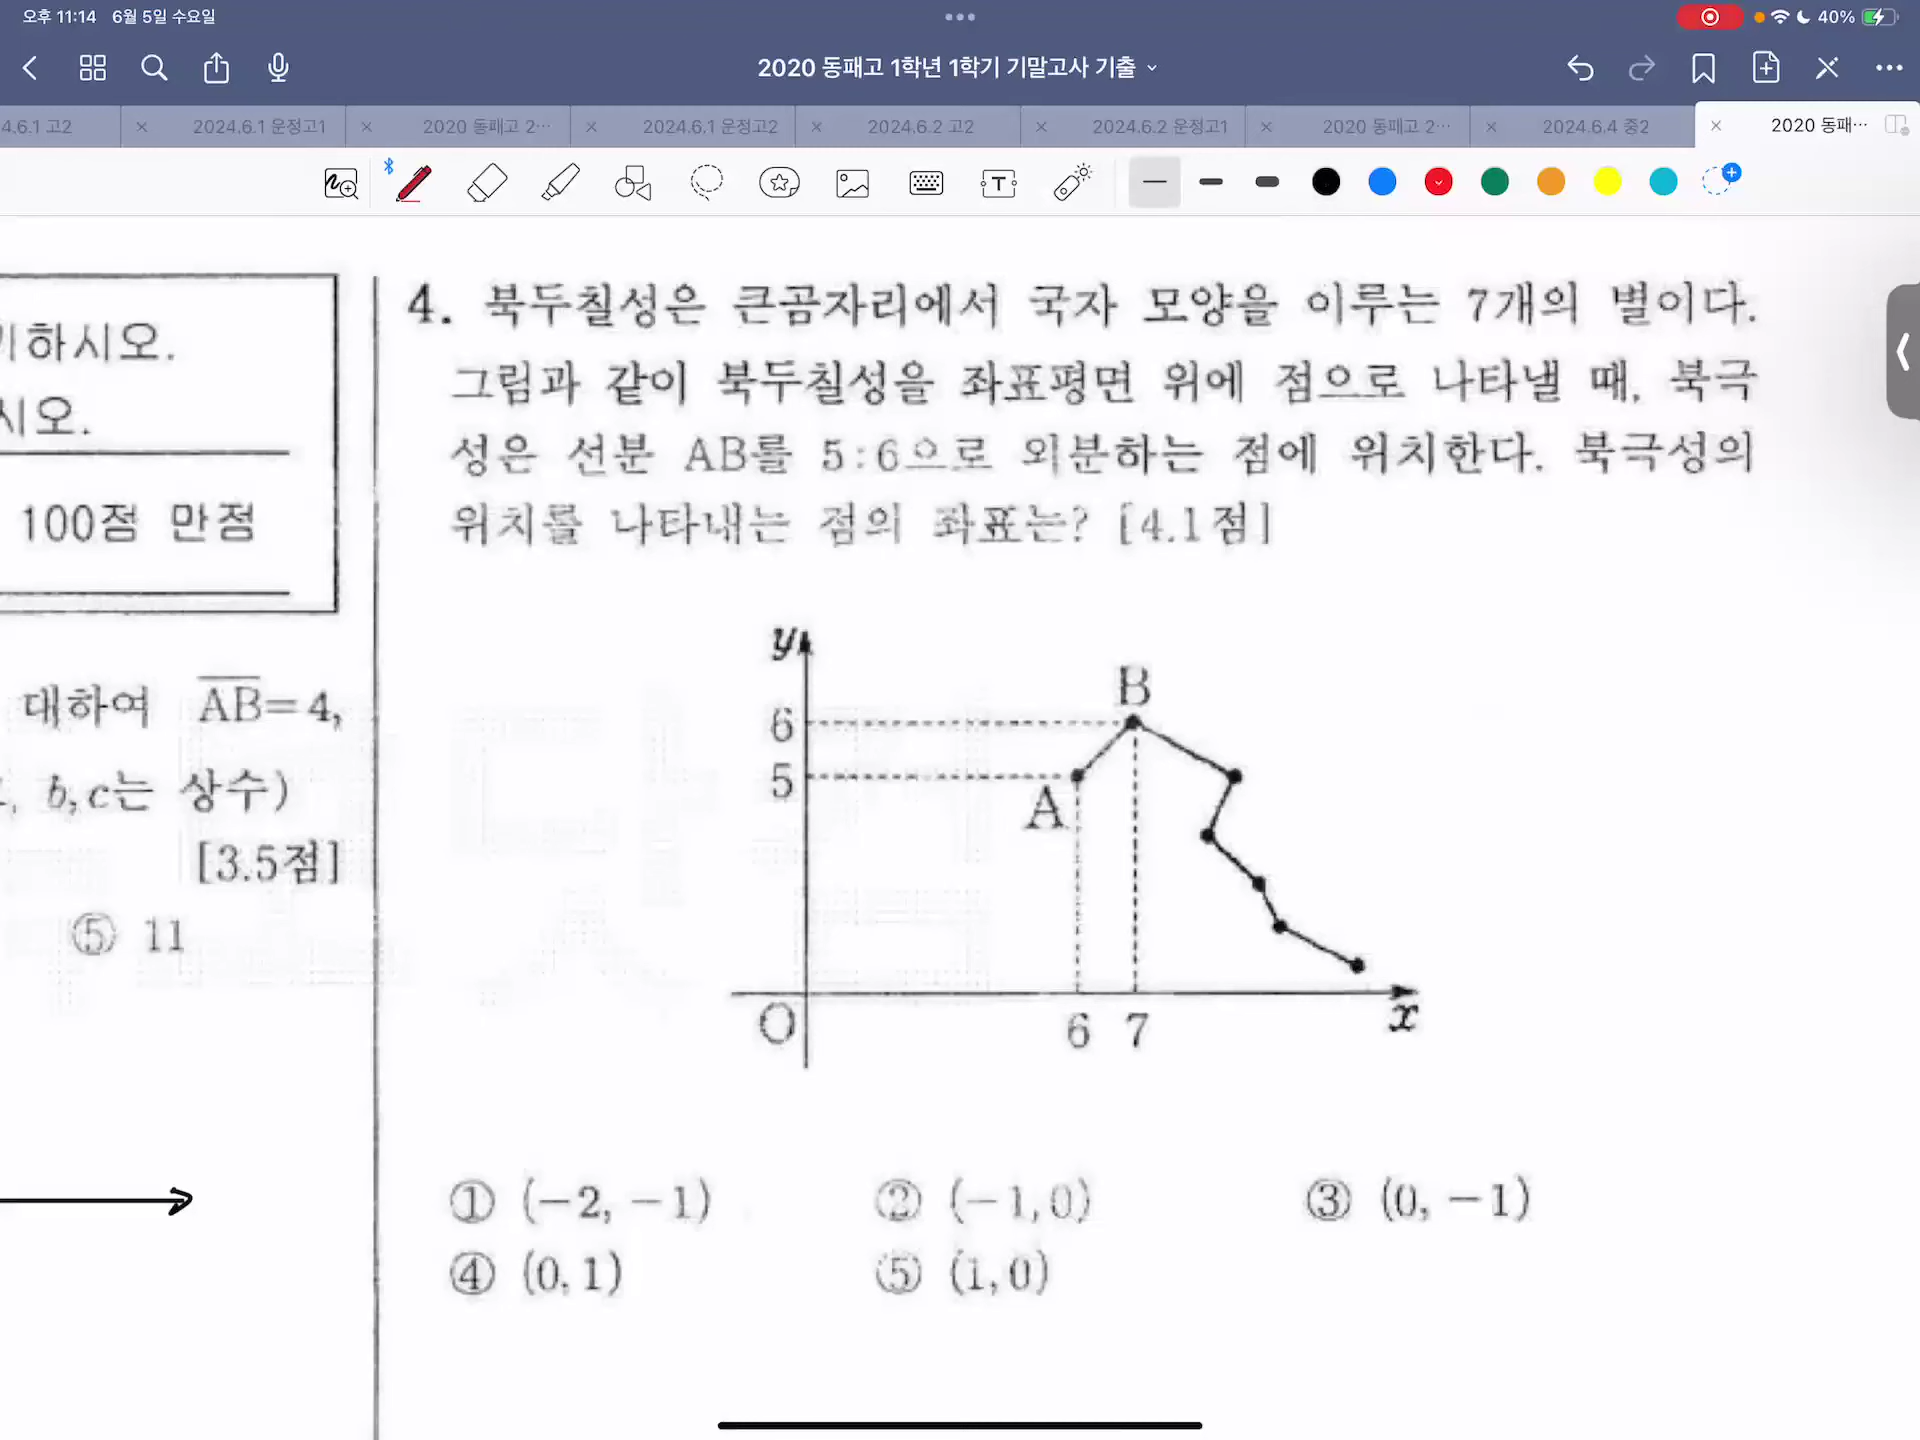 오후 11:14 6월 5일 수요일
40%
2020 동패고 1학년 1학기 기말고사 기출
4.6.1 고2
2024.6.1 운정고1
2020 동패고 2…
2024.6.1 운정고2
2024.6.2 고2
2024.6.2 운정고1
2020 동패고 2…
2024.6.4 중2
2020 동패…
기하시오.
시오.
100점 만점
대하여 AB=4,
b, c는 상수)
[3.5점]
⑤ 11
4. 북두칠성은 큰곰자리에서 국자 모양을 이루는 7개의 별이다.
그림과 같이 북두칠성을 좌표평면 위에 점으로 나타낼 때, 북극
성은 선분 AB를 5:6으로 외분하는 점에 위치한다. 북극성의
위치를 나타내는 점의 좌표는? [4.1점]
y
B
6
5
A
O
6 7
x
① (-2, -1) ② (-1, 0) ③ (0, -1)
④ (0, 1) ⑤ (1, 0)